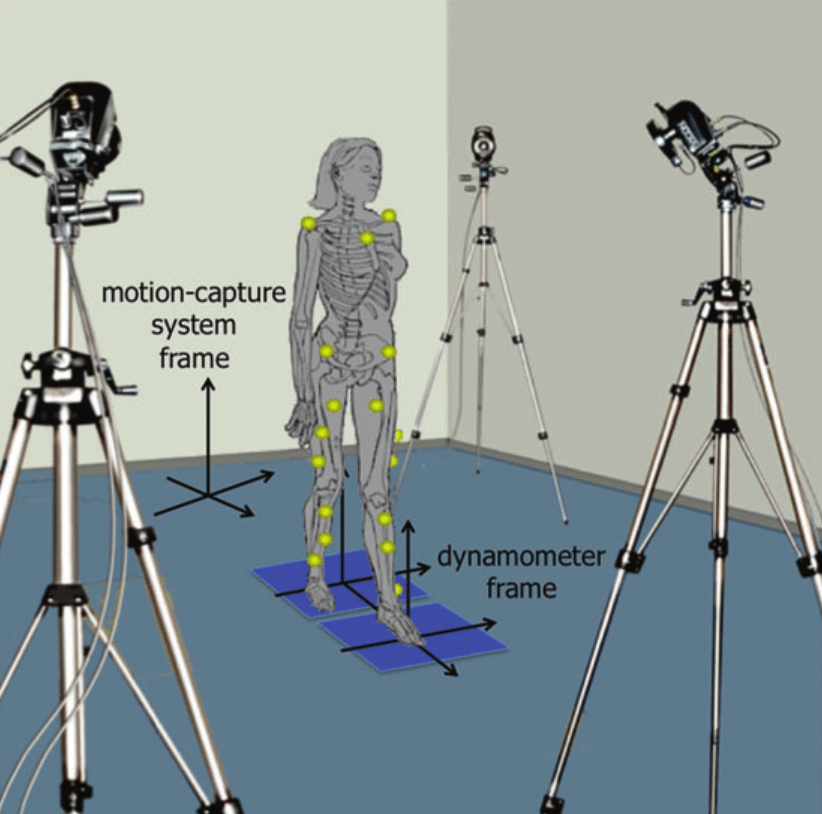 motion-capture
system
frame
dynamometer
frame